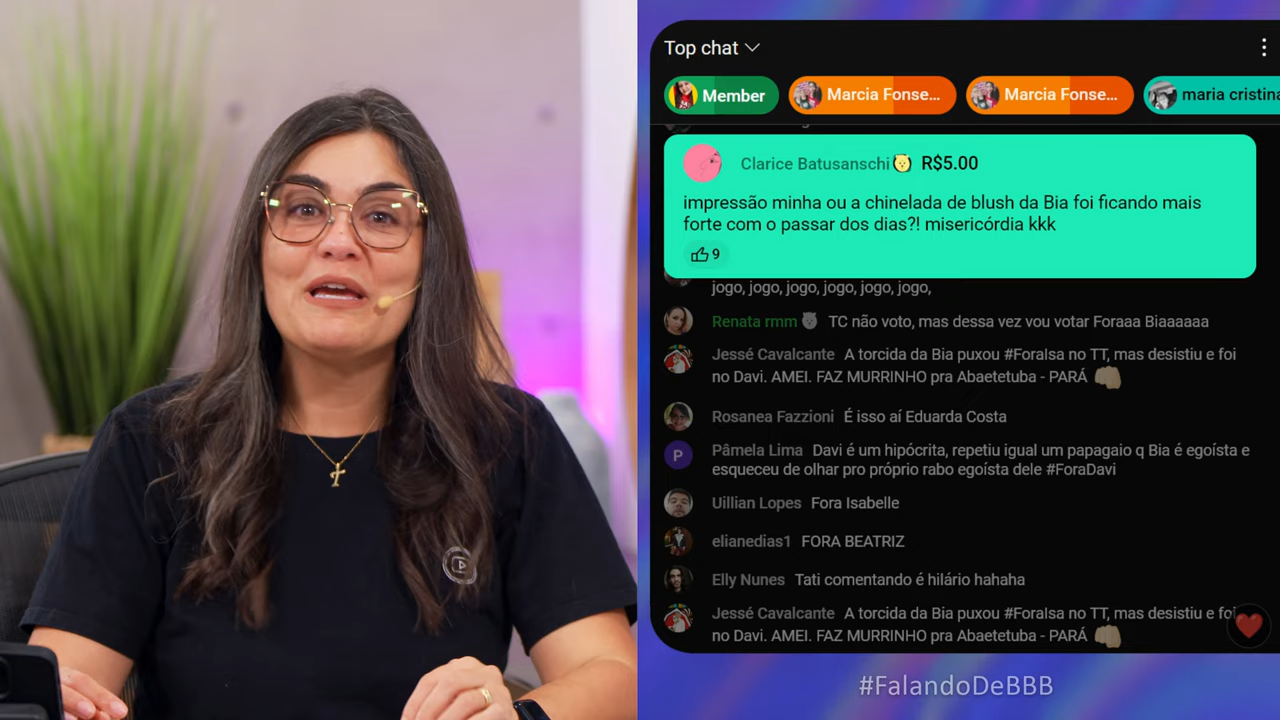 Top chat
Member
Marcia Fonse...
Marcia Fonse...
maria cristina
Clarice Batusanschi R$5.00
impressão minha ou a chinelada de blush da Bia foi ficando mais
forte com o passar dos dias?! misericórdia kkk
9
jogo, jogo, jogo, jogo, jogo, jogo,
Renata rmm TC não voto, mas dessa vez vou votar Foraaa Biaaaaaa
Jessé Cavalcante A torcida da Bia puxou #ForaIsa no TT, mas desistiu e foi
no Davi. AMEI. FAZ MURRINHO pra Abaetetuba - PARÁ
Rosanea Fazzioni É isso aí Eduarda Costa
P Pâmela Lima Davi é um hipócrita, repetiu igual um papagaio q Bia é egoísta e
esqueceu de olhar pro próprio rabo egoísta dele #ForaDavi
Uillian Lopes Fora Isabelle
elianedias1 FORA BEATRIZ
Elly Nunes Tati comentando é hilário hahaha
Jessé Cavalcante A torcida da Bia puxou #ForaIsa no TT, mas desistiu e foi
no Davi. AMEI. FAZ MURRINHO pra Abaetetuba - PARÁ
#FalandoDeBBB